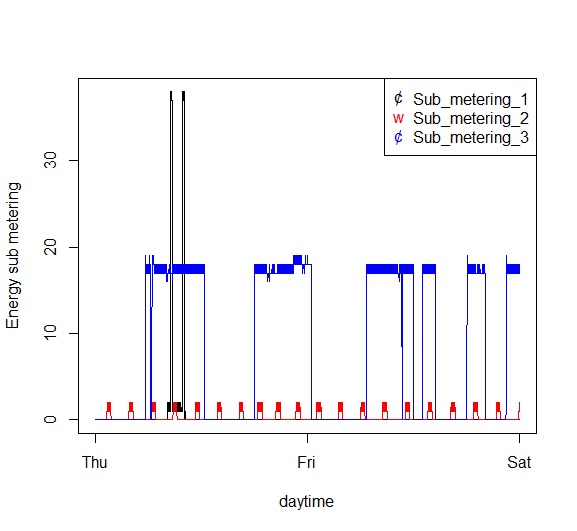 ¢ Sub_metering_1
w Sub_metering_2
¢ Sub_metering_3
Energy sub metering
30
20
10
0
Thu Fri Sat
daytime